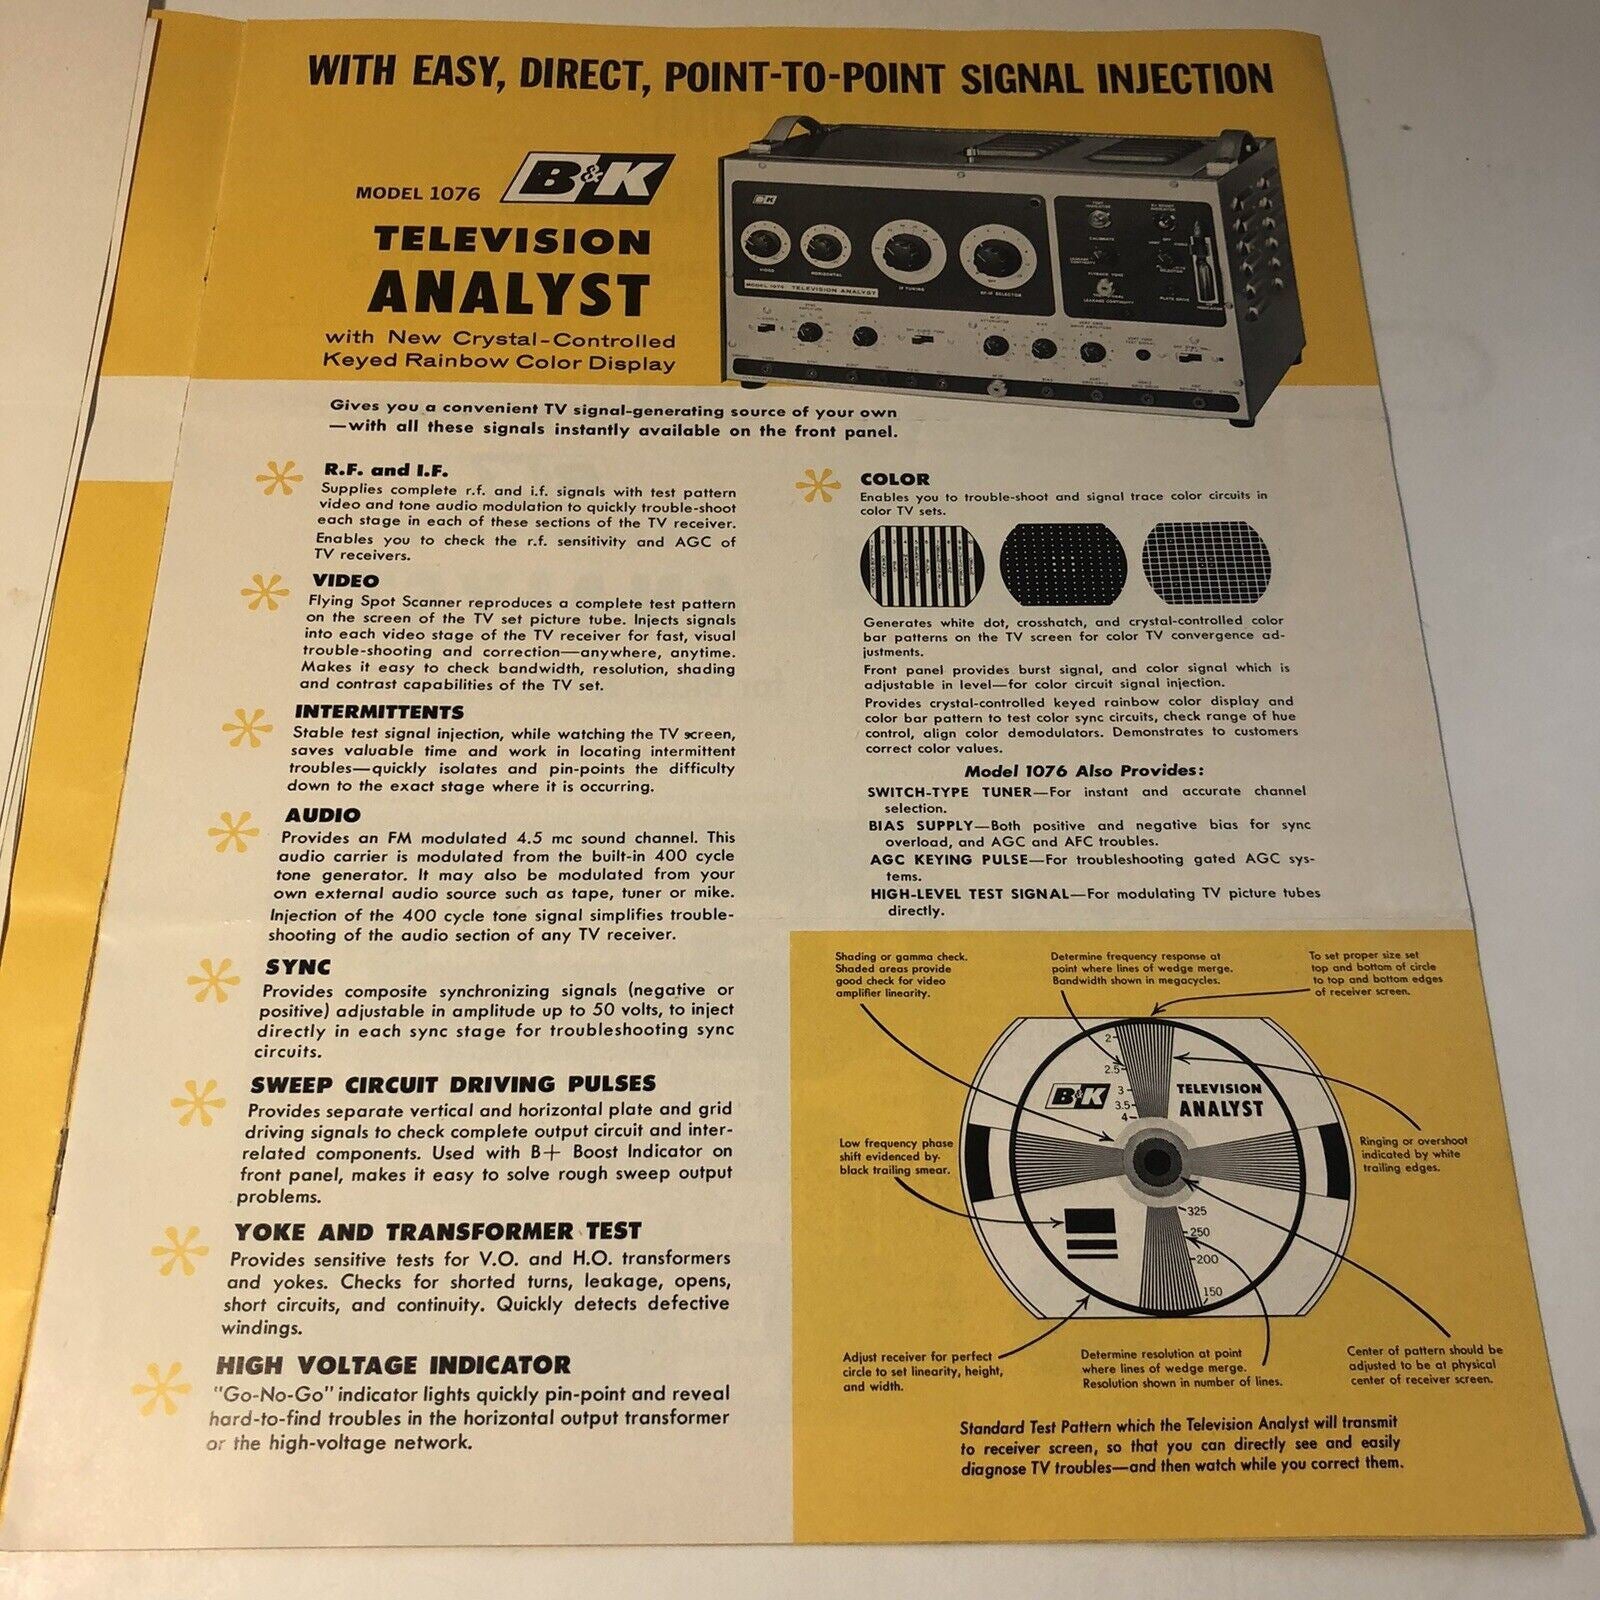 WITH EASY, DIRECT, POINT-TO-POINT SIGNAL INJECTION
MODEL 1076 B&K
TELEVISION
ANALYST
with New Crystal-Controlled
Keyed Rainbow Color Display
B&K
VIDEO
HORIZONTAL
IF TUNING
RF-IF SELECTOR
MODEL 1076 TELEVISION ANALYST
CALIBRATE
Gives you a convenient TV signal-generating source of your own
—with all these signals instantly available on the front panel.
R.F. and I.F.
Supplies complete r.f. and i.f. signals with test pattern
video and tone audio modulation to quickly trouble-shoot
each stage in each of these sections of the TV receiver.
Enables you to check the r.f. sensitivity and AGC of
TV receivers.
VIDEO
Flying Spot Scanner reproduces a complete test pattern
on the screen of the TV set picture tube. Injects signals
into each video stage of the TV receiver for fast, visual
trouble-shooting and correction—anywhere, anytime.
Makes it easy to check bandwidth, resolution, shading
and contrast capabilities of the TV set.
INTERMITTENTS
Stable test signal injection, while watching the TV screen,
saves valuable time and work in locating intermittent
troubles—quickly isolates and pin-points the difficulty
down to the exact stage where it is occurring.
AUDIO
Provides an FM modulated 4.5 mc sound channel. This
audio carrier is modulated from the built-in 400 cycle
tone generator. It may also be modulated from your
own external audio source such as tape, tuner or mike.
Injection of the 400 cycle tone signal simplifies trouble-
shooting of the audio section of any TV receiver.
SYNC
Provides composite synchronizing signals (negative or
positive) adjustable in amplitude up to 50 volts, to inject
directly in each sync stage for troubleshooting sync
circuits.
SWEEP CIRCUIT DRIVING PULSES
Provides separate vertical and horizontal plate and grid
driving signals to check complete output circuit and inter-
related components. Used with B+ Boost Indicator on
front panel, makes it easy to solve rough sweep output
problems.
YOKE AND TRANSFORMER TEST
Provides sensitive tests for V.O. and H.O. transformers
and yokes. Checks for shorted turns, leakage, opens,
short circuits, and continuity. Quickly detects defective
windings.
HIGH VOLTAGE INDICATOR
"Go-No-Go" indicator lights quickly pin-point and reveal
hard-to-find troubles in the horizontal output transformer
or the high-voltage network.
COLOR
Enables you to trouble-shoot and signal trace color circuits in
color TV sets.
Generates white dot, crosshatch, and crystal-controlled color
bar patterns on the TV screen for color TV convergence ad-
justments.
Front panel provides burst signal, and color signal which is
adjustable in level—for color circuit signal injection.
Provides crystal-controlled keyed rainbow color display and
color bar pattern to test color sync circuits, check range of hue
control, align color demodulators. Demonstrates to customers
correct color values.
Model 1076 Also Provides:
SWITCH-TYPE TUNER—For instant and accurate channel
selection.
BIAS SUPPLY—Both positive and negative bias for sync
overload, and AGC and AFC troubles.
AGC KEYING PULSE—For troubleshooting gated AGC sys-
tems.
HIGH-LEVEL TEST SIGNAL—For modulating TV picture tubes
directly.
Shading or gamma check.
Shaded areas provide
good check for video
amplifier linearity.
Determine frequency response at
point where lines of wedge merge.
Bandwidth shown in megacycles.
To set proper size set
top and bottom of circle
to top and bottom edges
of receiver screen.
2
2.5
3
3.5
4
B&K
TELEVISION
ANALYST
Low frequency phase
shift evidenced by
black trailing smear.
Ringing or overshoot
indicated by white
trailing edges.
325
250
200
150
Adjust receiver for perfect
circle to set linearity, height,
and width.
Determine resolution at point
where lines of wedge merge.
Resolution shown in number of lines.
Center of pattern should be
adjusted to be at physical
center of receiver screen.
Standard Test Pattern which the Television Analyst will transmit
to receiver screen, so that you can directly see and easily
diagnose TV troubles—and then watch while you correct them.